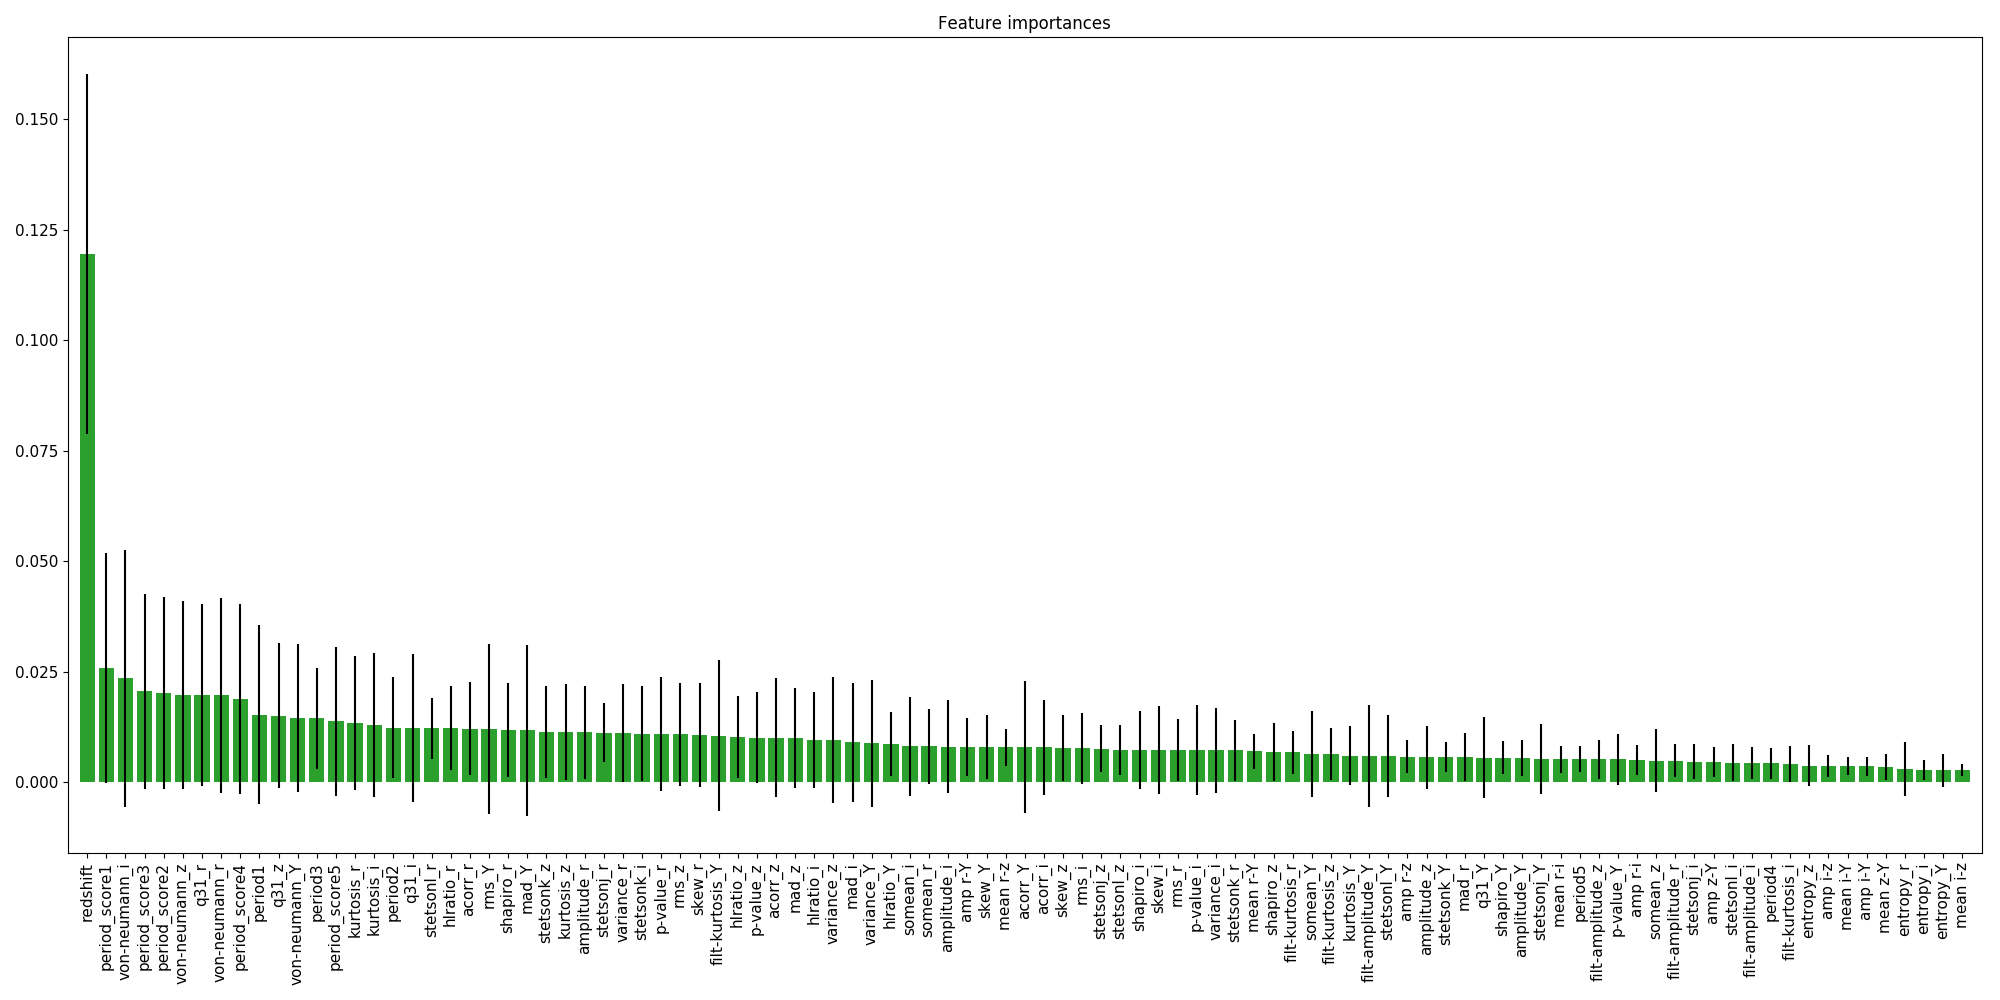 Feature importances
0.150
0.125
0.100
0.075
0.050
0.025
0.000
redshift
period_score1
von-neumann_i
period_score3
period_score2
von-neumann_z
q31_r
von-neumann_r
period_score4
period1
q31_z
von-neumann_Y
period3
period_score5
kurtosis_r
kurtosis_i
period2
q31_i
stetsonl_r
hlratio_r
acorr_r
rms_Y
shapiro_r
mad_Y
stetsonk_z
kurtosis_z
amplitude_r
stetsonj_r
variance_r
stetsonk_i
p-value_r
rms_z
skew_r
filt-kurtosis_Y
hlratio_z
p-value_z
acorr_z
mad_z
hlratio_i
variance_z
mad_i
variance_Y
hlratio_Y
somean_i
somean_r
amplitude_i
amp r-Y
skew_Y
mean r-z
acorr_Y
acorr_i
skew_z
rms_i
stetsonj_z
stetsonl_z
shapiro_i
skew_i
rms_r
p-value_i
variance_i
stetsonk_r
mean r-Y
shapiro_z
filt-kurtosis_r
somean_Y
filt-kurtosis_z
kurtosis_Y
filt-amplitude_Y
stetsonl_Y
amp r-z
amplitude_z
stetsonk_Y
mad_r
q31_Y
shapiro_Y
amplitude_Y
stetsonj_Y
mean r-i
period5
filt-amplitude_z
p-value_Y
amp r-i
somean_z
filt-amplitude_r
stetsonj_i
amp z-Y
stetsonl_i
filt-amplitude_i
period4
filt-kurtosis_i
entropy_z
amp i-z
mean i-Y
amp i-Y
mean z-Y
entropy_r
entropy_i
entropy_Y
mean i-z